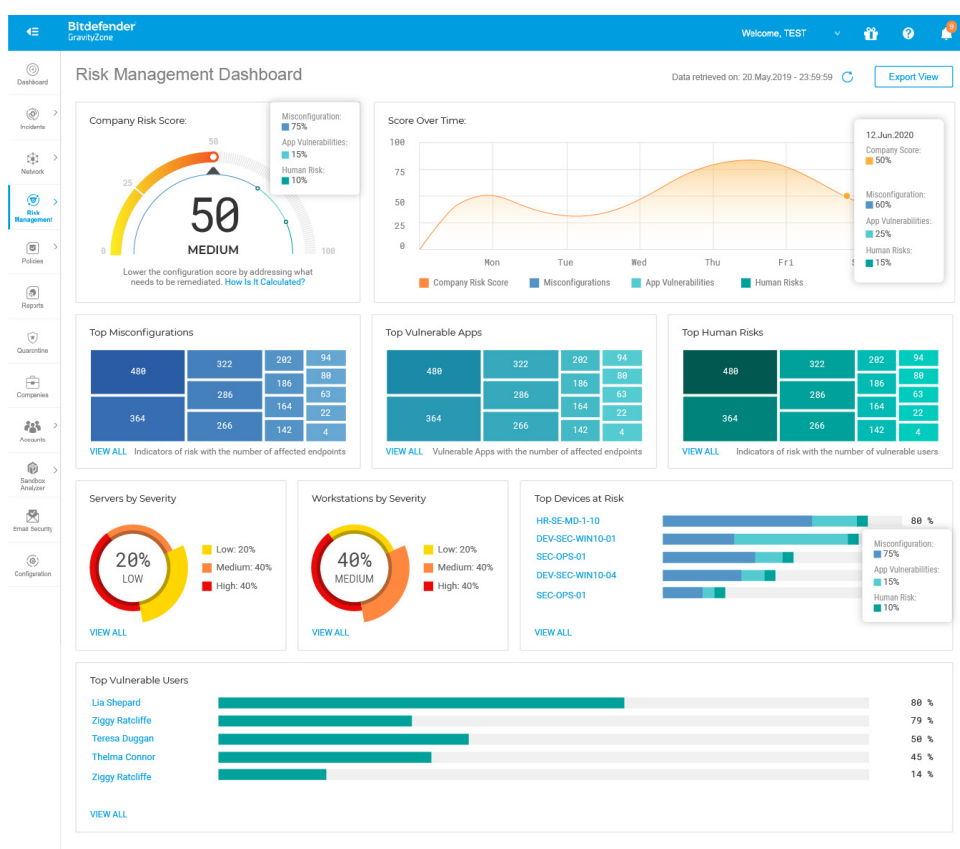 Bitdefender
GravityZone
Welcome, TEST
9
Dashboard
Incidents
Network
Risk
Management
Policies
Reports
Quarantine
Companies
Accounts
Sandbox
Analyzer
Email Security
Configuration
Risk Management Dashboard
Data retrieved on: 20.May.2019 - 23:59:59
Export View
Company Risk Score:
Misconfiguration:
75%
App Vulnerabilities:
15%
Human Risk:
10%
0
25
50
100
50
MEDIUM
Lower the configuration score by addressing what
needs to be remediated. How Is It Calculated?
Score Over Time:
100
75
50
25
0
Mon Tue Wed Thu Fri S
Company Risk Score Misconfigurations App Vulnerabilities Human Risks
12.Jun.2020
Company Score:
50%
Misconfiguration:
60%
App Vulnerabilities:
25%
Human Risks:
15%
Top Misconfigurations
480 322 202 94
80
186
286 63
364 164
22
266 142 4
VIEW ALL Indicators of risk with the number of affected endpoints
Top Vulnerable Apps
480 322 202 94
80
186
286 63
364 164
22
266 142 4
VIEW ALL Vulnerable Apps with the number of affected endpoints
Top Human Risks
480 322 202 94
80
186
286 63
364 164
22
266 142 4
VIEW ALL Indicators of risk with the number of vulnerable users
Servers by Severity
20%
LOW
Low: 20%
Medium: 40%
High: 40%
VIEW ALL
Workstations by Severity
40%
MEDIUM
Low: 20%
Medium: 40%
High: 40%
VIEW ALL
Top Devices at Risk
HR-SE-MD-1-10 80 %
DEV-SEC-WIN10-01
SEC-OPS-01
DEV-SEC-WIN10-04
SEC-OPS-01
Misconfiguration:
75%
App Vulnerabilities:
15%
Human Risk:
10%
VIEW ALL
Top Vulnerable Users
Lia Shepard 80 %
Ziggy Ratcliffe 79 %
Teresa Duggan 50 %
Thelma Connor 45 %
Ziggy Ratcliffe 14 %
VIEW ALL